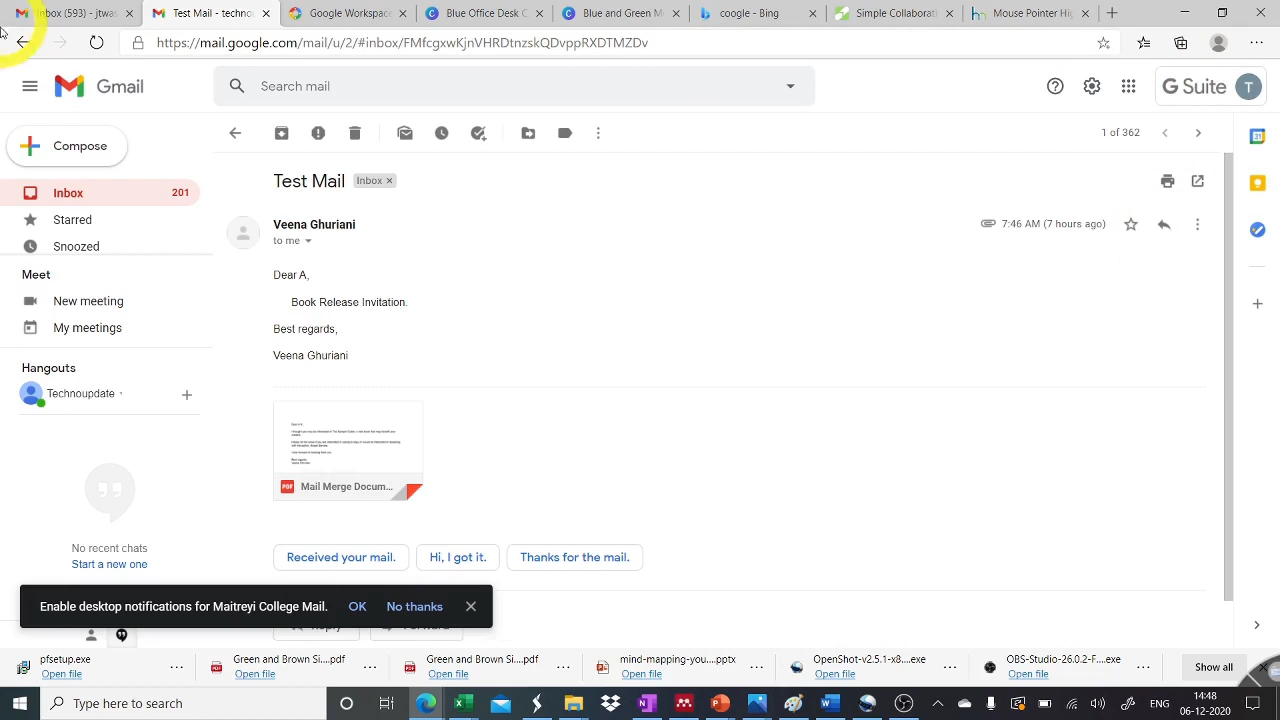 Inbox (593) - jtwas
Test Mail - techno
Google Workspace
Canva Office Desk C
Blue and Green M
cache - Bing
Simple Collaborati
Mouse Pointer Hig
https://mail.google.com/mail/u/2/#inbox/FMfcgxwKjnVHRDtnzskQDvppRXDTMZDv
Gmail
Search mail
G Suite
T
Compose
1 of 362
Inbox
201
Test Mail
Inbox
Starred
Veena Ghuriani
7:46 AM (7 hours ago)
to me
Snoozed
Meet
Dear A,
New meeting
Book Release Invitation.
My meetings
Best regards,
Veena Ghuriani
Hangouts
Technoupdate
PDF
Mail Merge Docum...
No recent chats
Start a new one
Received your mail.
Hi, I got it.
Thanks for the mail.
Enable desktop notifications for Maitreyi College Mail.
OK
No thanks
Reply
Forward
pfsetup.exe
Open file
Green and Brown Si....pdf
Open file
Green and Brown Si....pdf
Open file
mind-mapping-you....pptx
Open file
OpenShot-v2.5.1-x8....exe
Open file
OBS-Studio-26.0.2-F....exe
Open file
Show all
Type here to search
ENG
14:48
06-12-2020